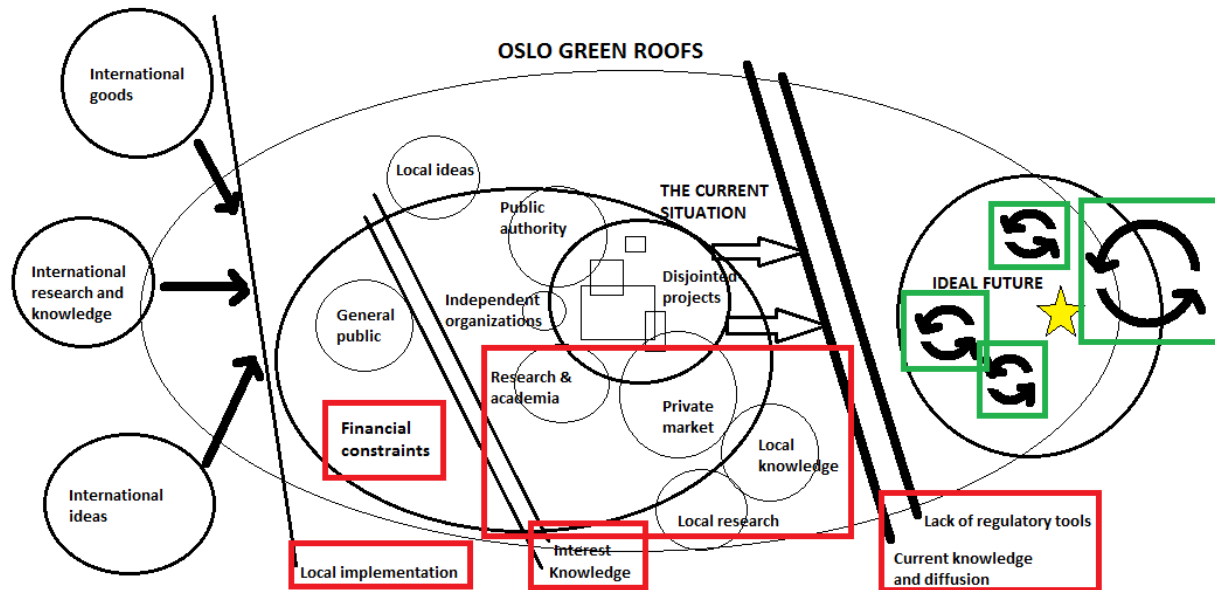 OSLO GREEN ROOFS
International
goods
International
research and
knowledge
International
ideas
Local ideas
Public
authority
THE CURRENT
SITUATION
General
public
Independent
organizations
Disjointed
projects
Research &
academia
Private
market
Financial
constraints
Local
knowledge
Local research
Local implementation
Interest
Knowledge
Lack of regulatory tools
Current knowledge
and diffusion
IDEAL FUTURE